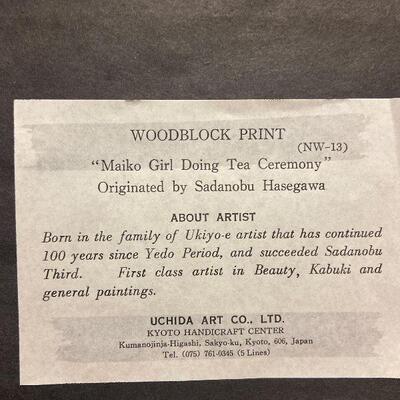 WOODBLOCK PRINT
(NW-13)
"Maiko Girl Doing Tea Ceremony"
Originated by Sadanobu Hasegawa
ABOUT ARTIST
Born in the family of Ukiyo-e artist that has continued
100 years since Yedo Period, and succeeded Sadanobu
Third. First class artist in Beauty, Kabuki and
general paintings.
UCHIDA ART CO., LTD.
KYOTO HANDICRAFT CENTER
Kumanojinja-Higashi, Sakyo-ku, Kyoto, 606, Japan
Tel. (075) 761-0345 (5 Lines)